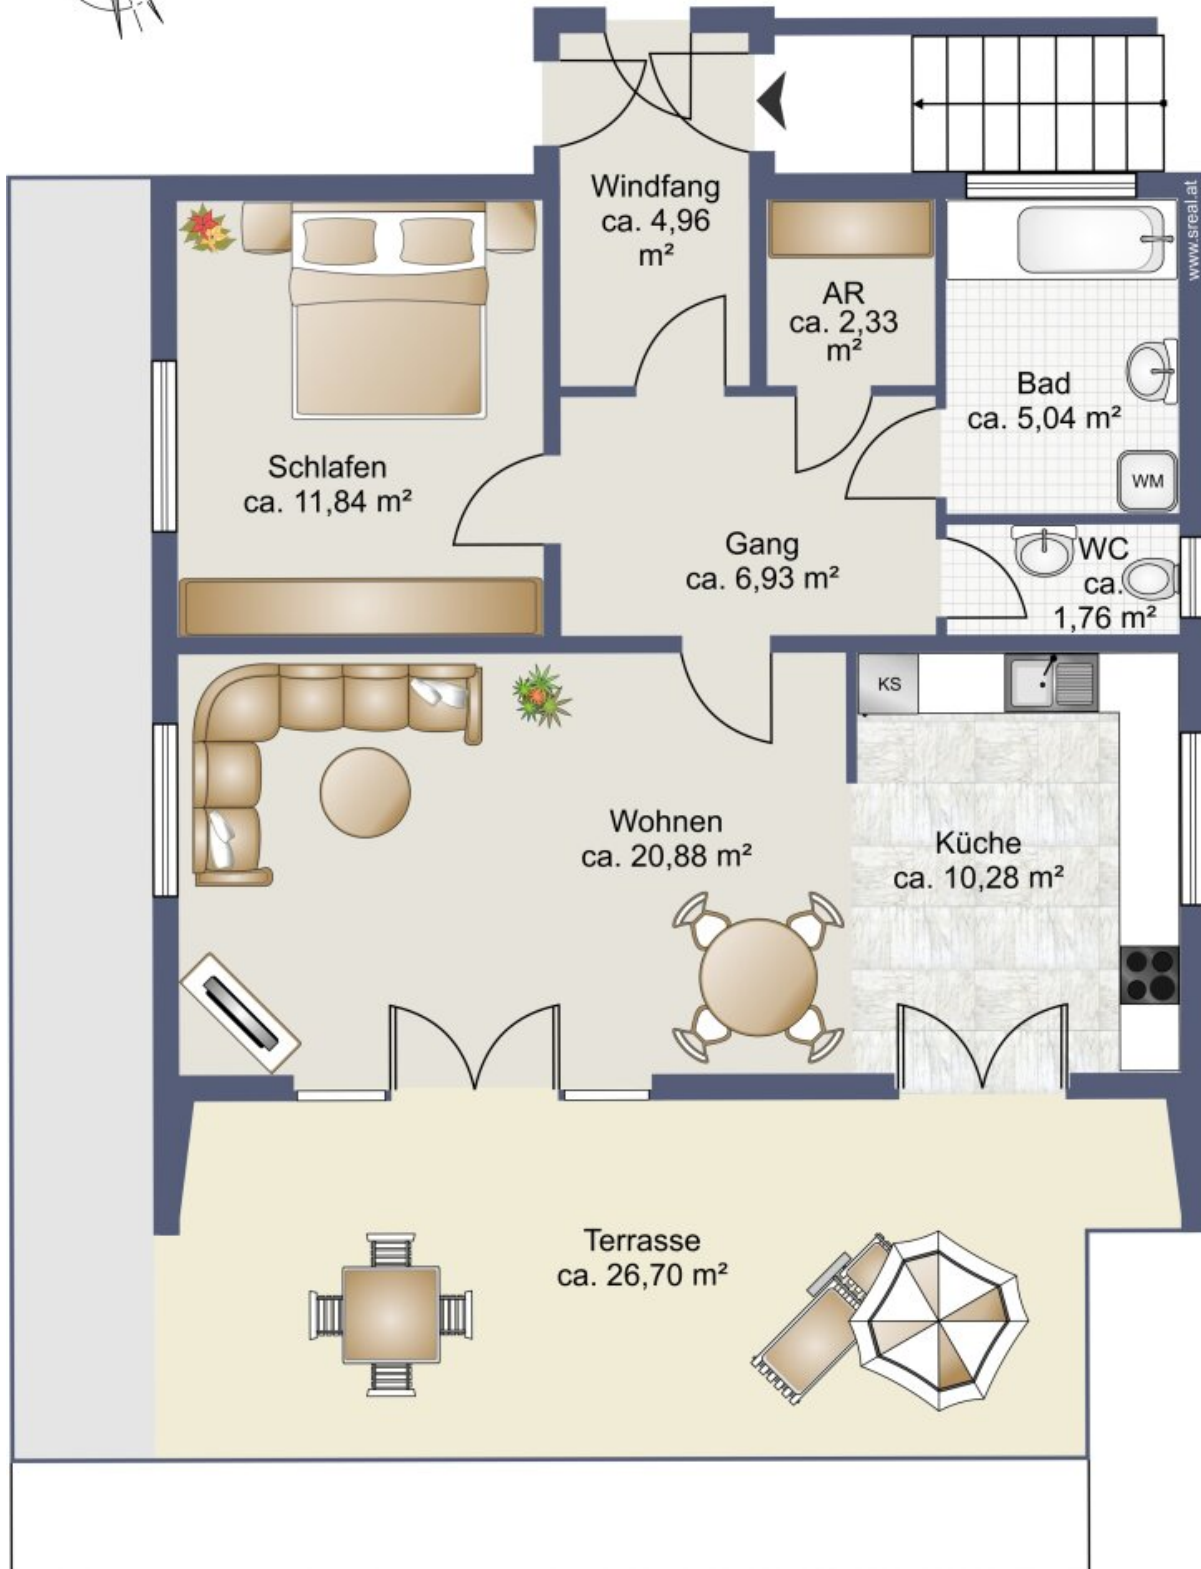 www.sreal.at
Windfang
ca. 4,96
m²
AR
ca. 2,33
m²
Bad
ca. 5,04 m²
WM
Schlafen
ca. 11,84 m²
Gang
ca. 6,93 m²
WC
ca.
1,76 m²
KS
Wohnen
ca. 20,88 m²
Küche
ca. 10,28 m²
Terrasse
ca. 26,70 m²